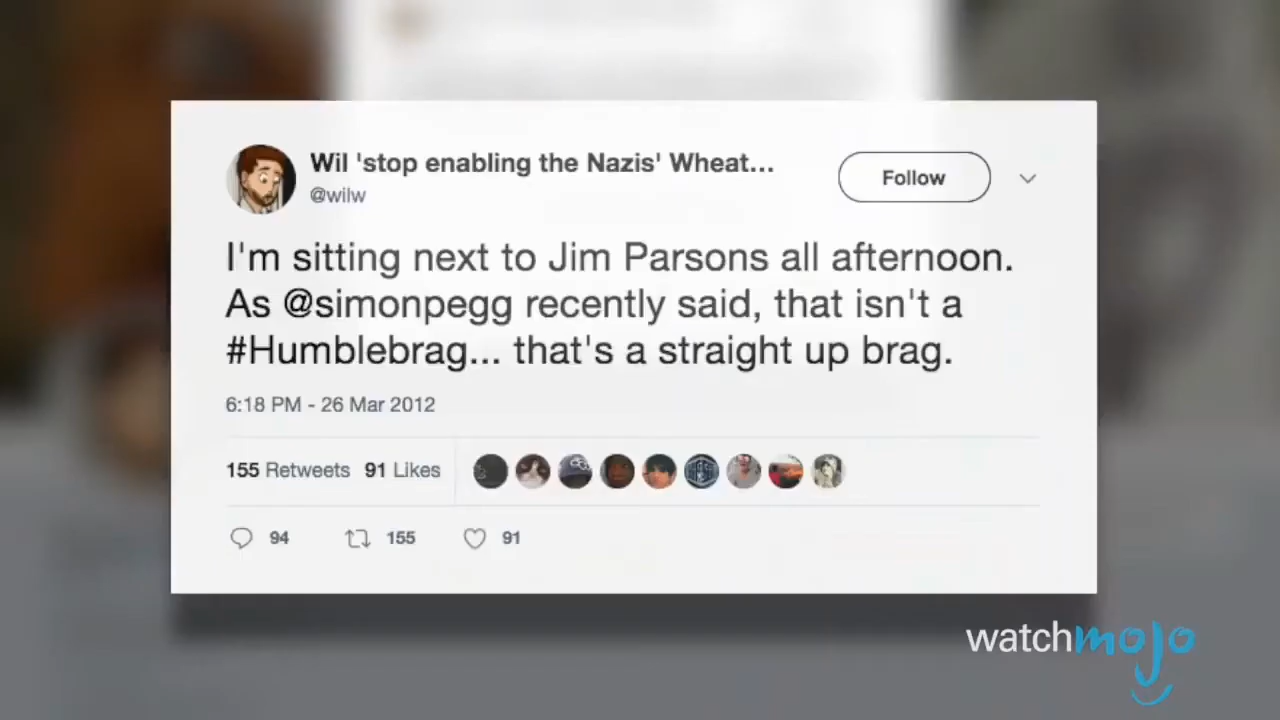 Wil 'stop enabling the Nazis' Wheat...
@wilw
Follow
I'm sitting next to Jim Parsons all afternoon.
As @simonpegg recently said, that isn't a
#Humblebrag... that's a straight up brag.
6:18 PM - 26 Mar 2012
155 Retweets 91 Likes
94 155 91
watchmojo